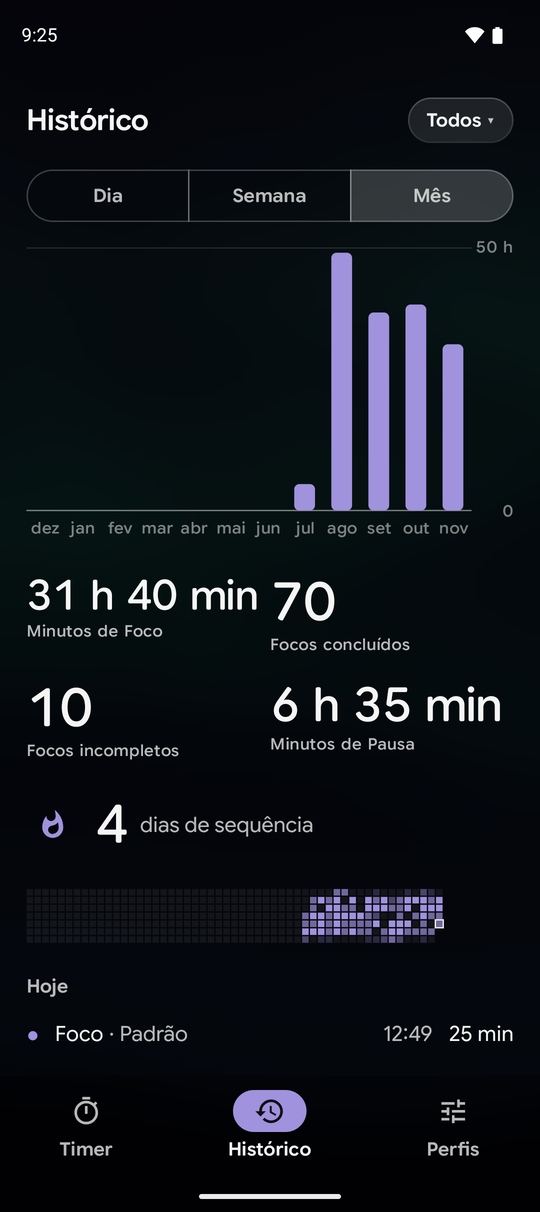 9:25
Histórico
Todos ▾
Dia Semana Mês
50 h
0
dez jan fev mar abr mai jun jul ago set out nov
31 h 40 min
Minutos de Foco
70
Focos concluídos
10
Focos incompletos
6 h 35 min
Minutos de Pausa
4 dias de sequência
Hoje
Foco · Padrão 12:49 25 min
Timer Histórico Perfis